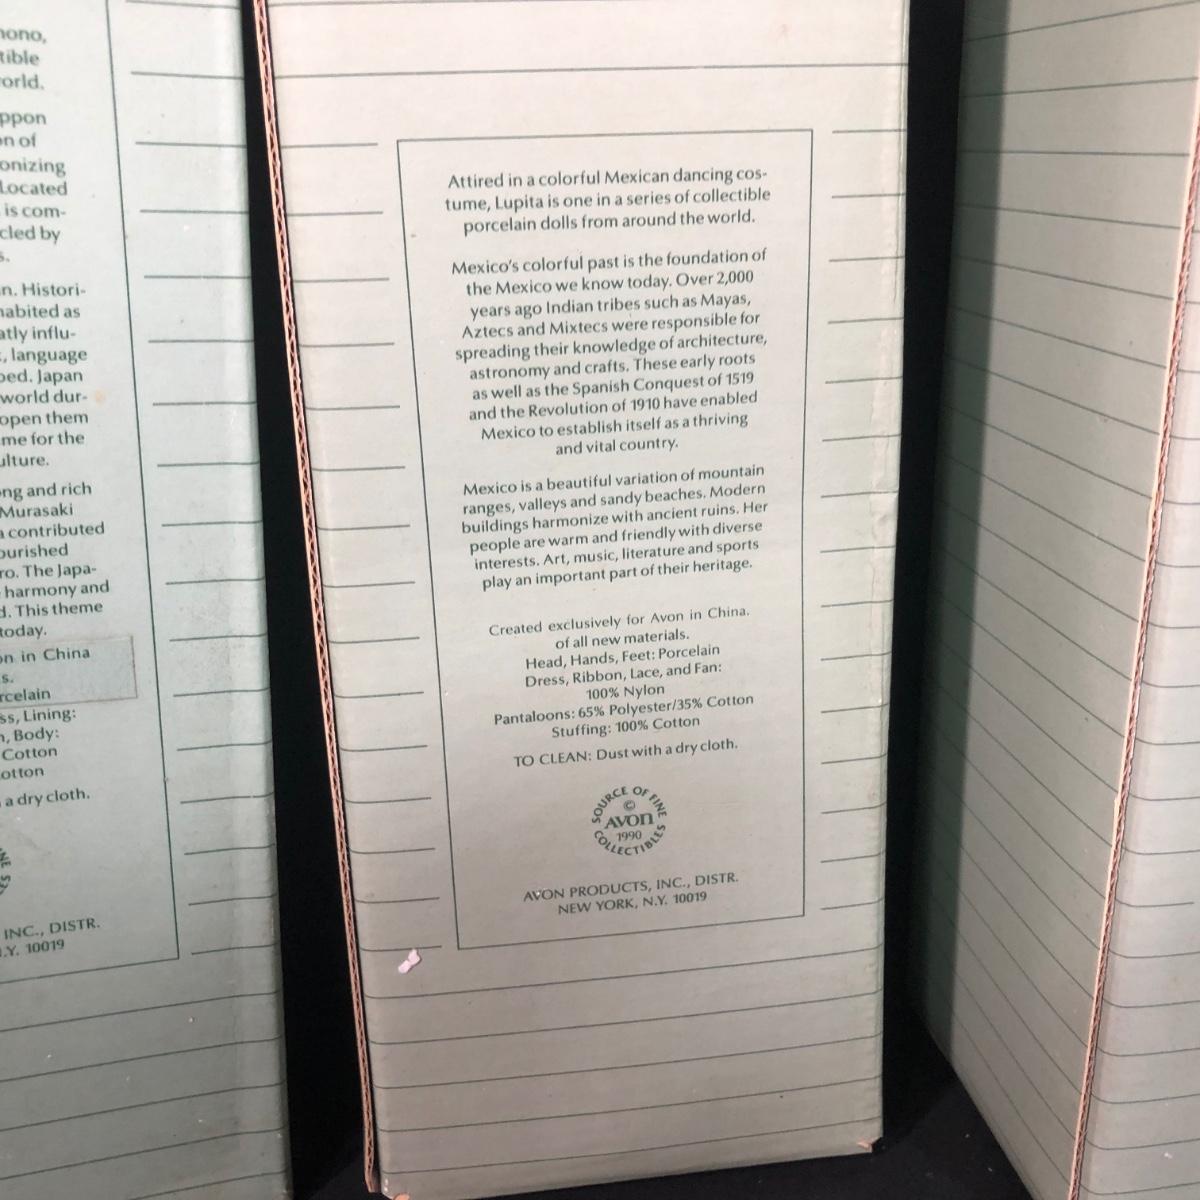 nono,
tible
orld.
ppon
on of
onizing
Located
is com-
cled by
s.
n. Histori-
nabited as
atly influ-
, language
ped. Japan
world dur-
open them
me for the
ulture.
ng and rich
Murasaki
a contributed
ourished
ro. The Japa-
harmony and
d. This theme
today.
on in China
s.
rcelain
ss, Lining:
n, Body:
Cotton
otton
a dry cloth.
INC., DISTR.
.Y. 10019
Attired in a colorful Mexican dancing cos-
tume, Lupita is one in a series of collectible
porcelain dolls from around the world.
Mexico's colorful past is the foundation of
the Mexico we know today. Over 2,000
years ago Indian tribes such as Mayas,
Aztecs and Mixtecs were responsible for
spreading their knowledge of architecture,
astronomy and crafts. These early roots
as well as the Spanish Conquest of 1519
and the Revolution of 1910 have enabled
Mexico to establish itself as a thriving
and vital country.
Mexico is a beautiful variation of mountain
ranges, valleys and sandy beaches. Modern
buildings harmonize with ancient ruins. Her
people are warm and friendly with diverse
interests. Art, music, literature and sports
play an important part of their heritage.
Created exclusively for Avon in China.
of all new materials.
Head, Hands, Feet: Porcelain
Dress, Ribbon, Lace, and Fan:
100% Nylon
Pantaloons: 65% Polyester/35% Cotton
Stuffing: 100% Cotton
TO CLEAN: Dust with a dry cloth.
SOURCE OF FINE
©
AVON
1990
COLLECTIBLES
AVON PRODUCTS, INC., DISTR.
NEW YORK, N.Y. 10019